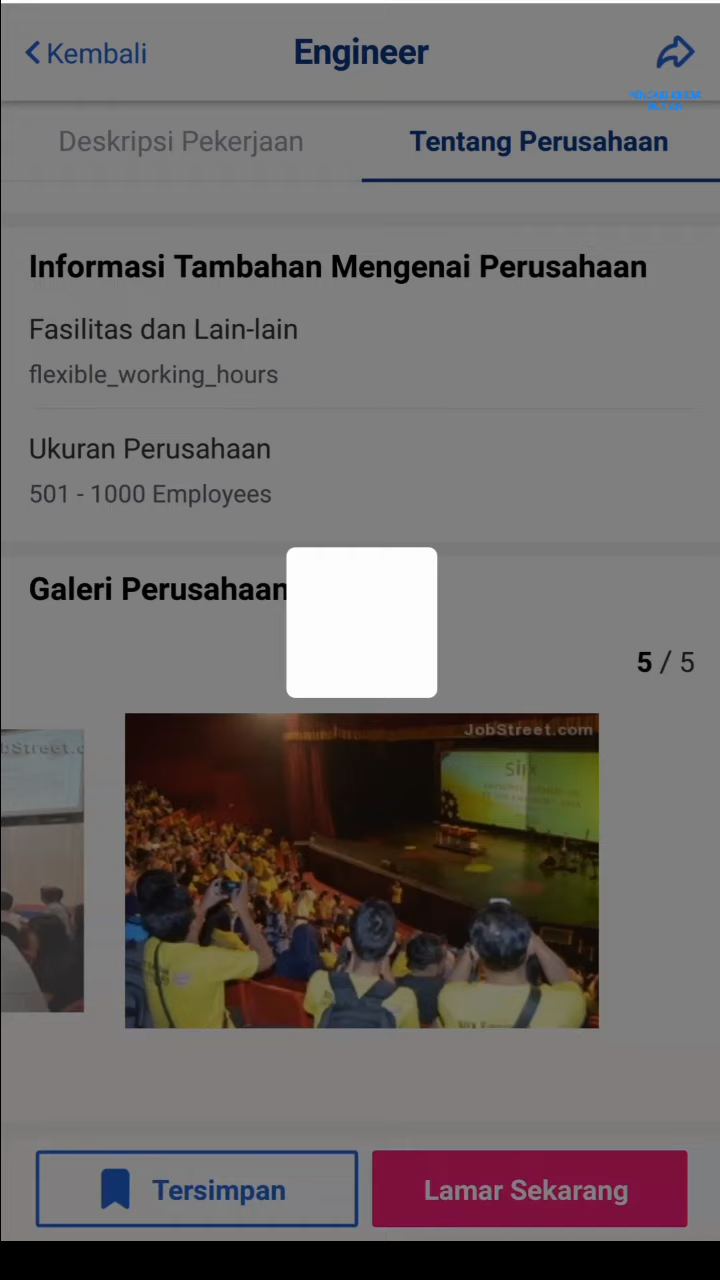 Kembali
Engineer
Deskripsi Pekerjaan
Tentang Perusahaan
Informasi Tambahan Mengenai Perusahaan
Fasilitas dan Lain-lain
flexible_working_hours
Ukuran Perusahaan
501 - 1000 Employees
Galeri Perusahaan
5 / 5
JobStreet.com
bStreet.c
Tersimpan
Lamar Sekarang